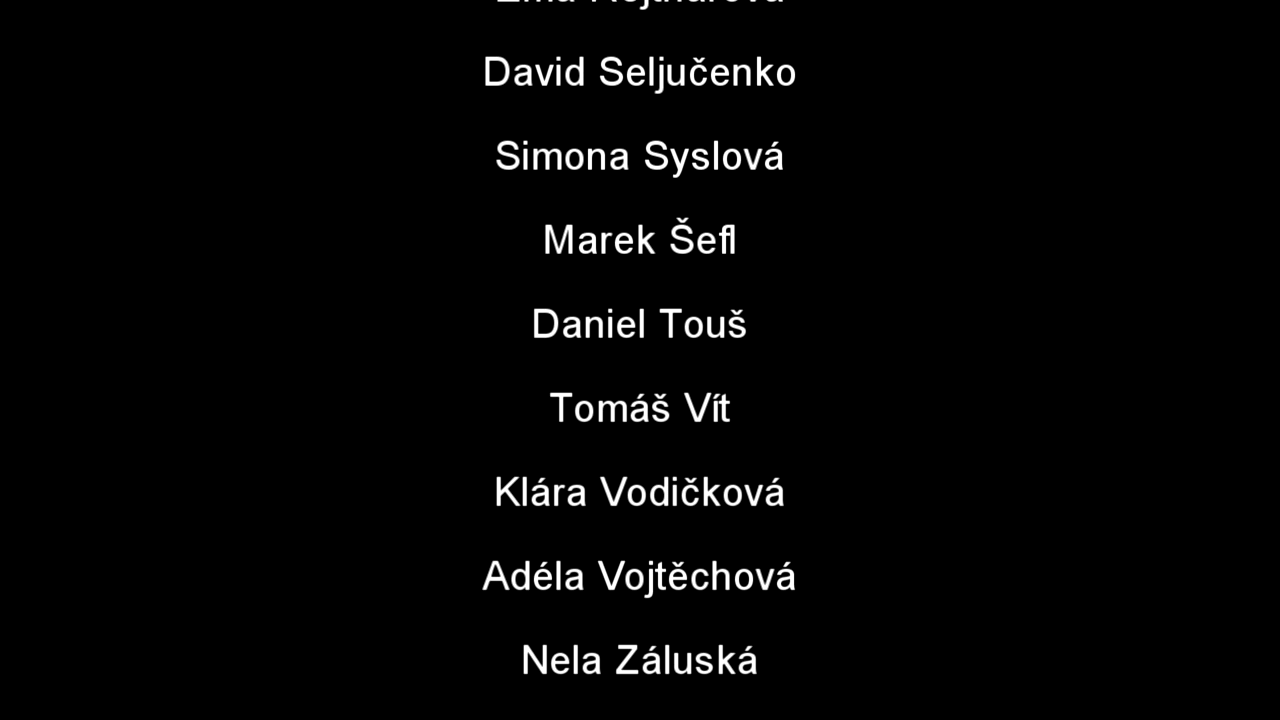 David Seljučenko
Simona Syslová
Marek Šefl
Daniel Touš
Tomáš Vít
Klára Vodičková
Adéla Vojtěchová
Nela Záluská